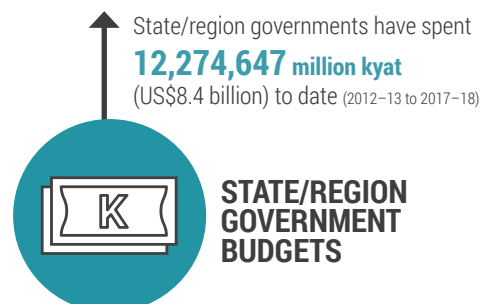 State/region governments have spent
12,274,647 million kyat
(US$8.4 billion) to date (2012–13 to 2017–18)
K
STATE/REGION
GOVERNMENT
BUDGETS